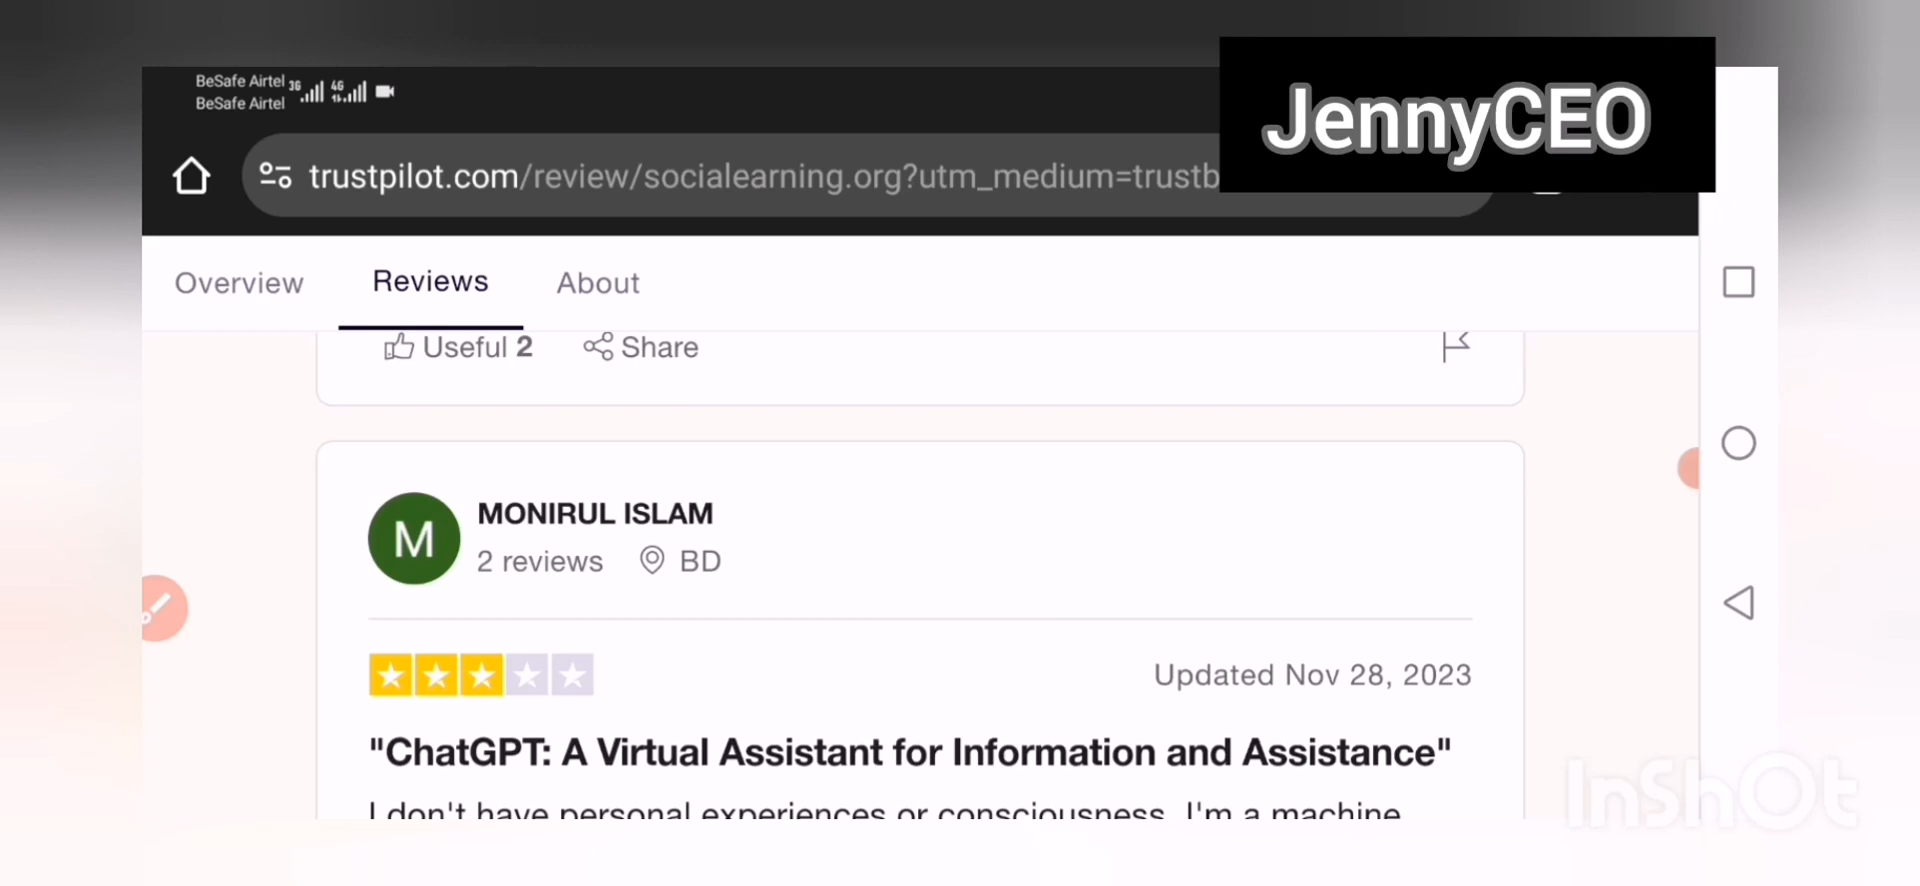 BeSafe Airtel 3G 4G
BeSafe Airtel
JennyCEO
trustpilot.com/review/socialearning.org?utm_medium=trustb
Overview Reviews About
Useful 2 Share
M
MONIRUL ISLAM
2 reviews BD
Updated Nov 28, 2023
"ChatGPT: A Virtual Assistant for Information and Assistance"
I don't have personal experiences or consciousness. I'm a machine
InShOt